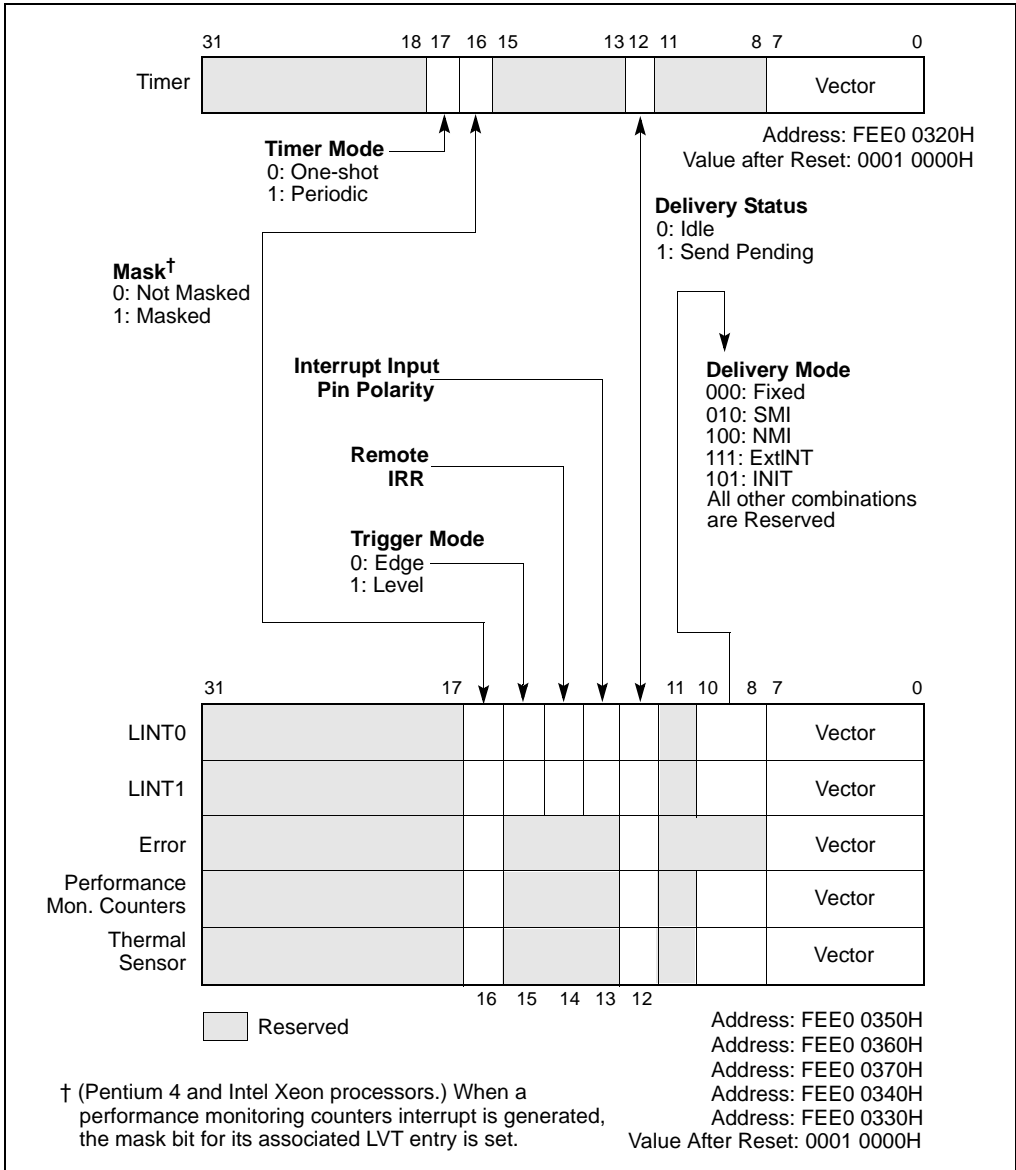 31 18 17 16 15 13 12 11 8 7 0
Timer
Vector
Address: FEE0 0320H
Value after Reset: 0001 0000H
Timer Mode
0: One-shot
1: Periodic
Delivery Status
0: Idle
1: Send Pending
Mask†
0: Not Masked
1: Masked
Interrupt Input
Pin Polarity
Delivery Mode
000: Fixed
010: SMI
100: NMI
111: ExtlNT
101: INIT
All other combinations
are Reserved
Remote
IRR
Trigger Mode
0: Edge
1: Level
31 17 11 10 8 7 0
LINT0 Vector
LINT1 Vector
Error Vector
Performance
Mon. Counters
Vector
Thermal
Sensor
Vector
16 15 14 13 12
Reserved
Address: FEE0 0350H
Address: FEE0 0360H
Address: FEE0 0370H
Address: FEE0 0340H
Address: FEE0 0330H
Value After Reset: 0001 0000H
† (Pentium 4 and Intel Xeon processors.) When a
performance monitoring counters interrupt is generated,
the mask bit for its associated LVT entry is set.